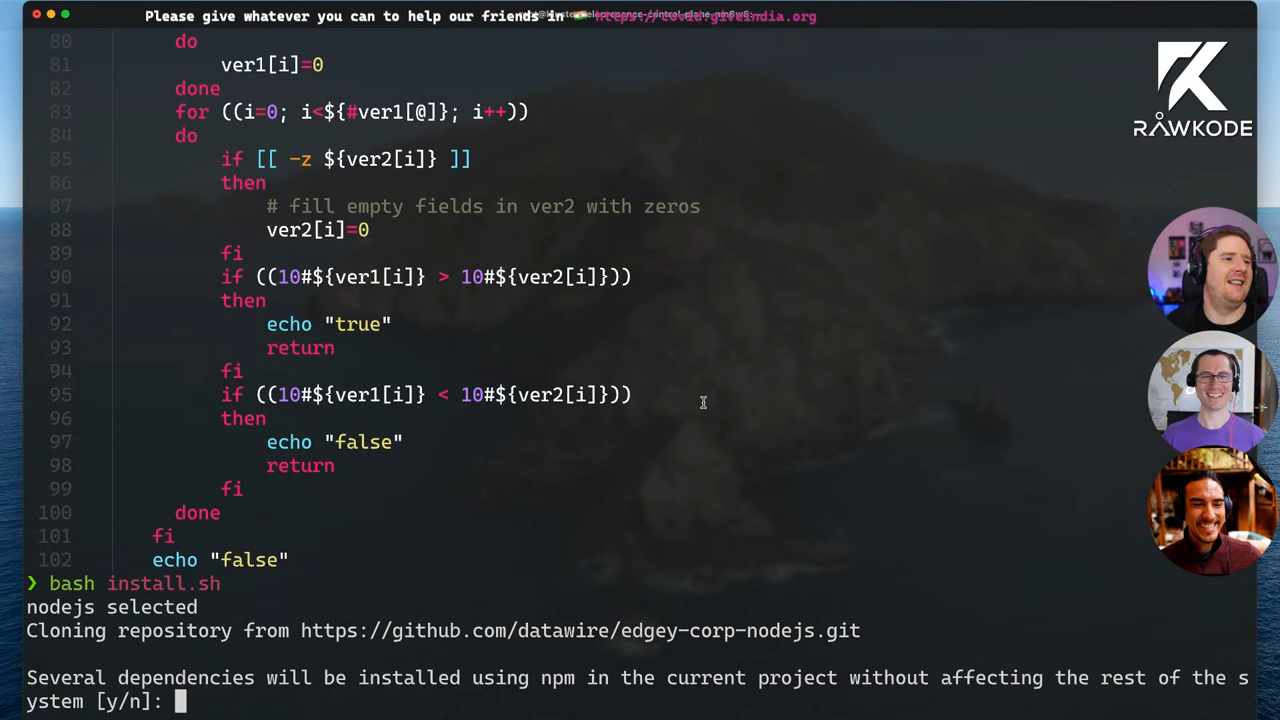 Please give whatever you can to help our friends in 🇮🇳 https://covid.giveindia.org
RAWKODE
80 do
81 ver1[i]=0
82 done
83 for ((i=0; i<${#ver1[@]}; i++))
84 do
85 if [[ -z ${ver2[i]} ]]
86 then
87 # fill empty fields in ver2 with zeros
88 ver2[i]=0
89 fi
90 if ((10#${ver1[i]} > 10#${ver2[i]}))
91 then
92 echo "true"
93 return
94 fi
95 if ((10#${ver1[i]} < 10#${ver2[i]}))
96 then
97 echo "false"
98 return
99 fi
100 done
101 fi
102 echo "false"
❯ bash install.sh
nodejs selected
Cloning repository from https://github.com/datawire/edgey-corp-nodejs.git
Several dependencies will be installed using npm in the current project without affecting the rest of the s
ystem [y/n]: